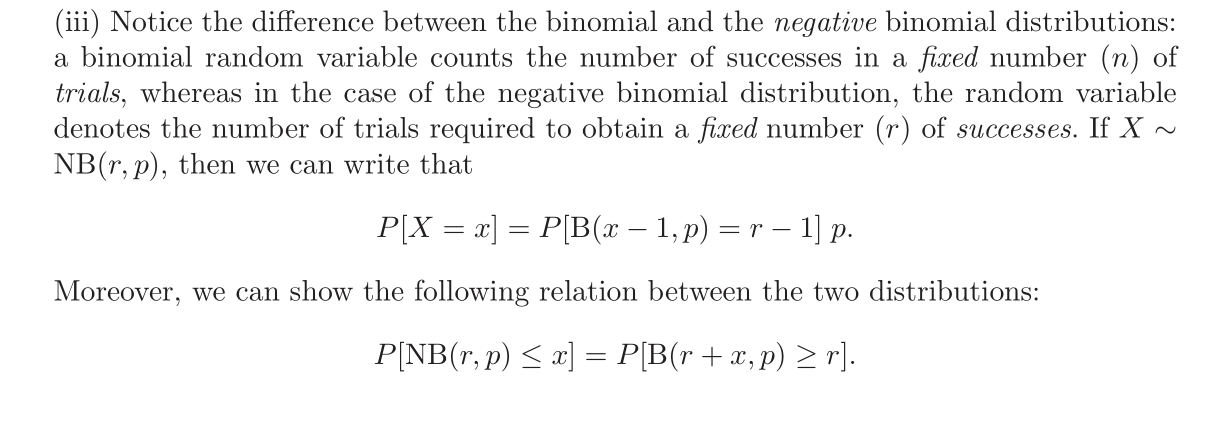 (iii) Notice the difference between the binomial and the negative binomial distributions:
a binomial random variable counts the number of successes in a fixed number (n) of
trials, whereas in the case of the negative binomial distribution, the random variable
denotes the number of trials required to obtain a fixed number (r) of successes. If X ∼
NB(r, p), then we can write that
P[X = x] = P[B(x − 1, p) = r − 1] p.
Moreover, we can show the following relation between the two distributions:
P[NB(r, p) ≤ x] = P[B(r + x, p) ≥ r].